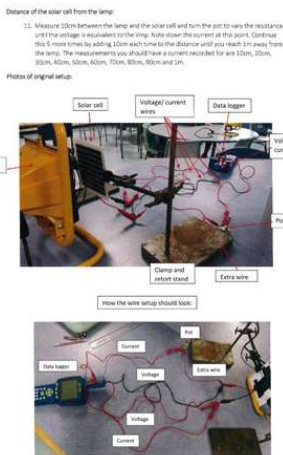 Distance of the solar cell from the lamp:
11. Measure 10cm between the lamp and the solar cell and turn the pot to vary the resistance
until the voltage is equivalent to the Vmp. Note down the current at this point. Continue
this 9 more times by adding 10cm each time to the distance until you reach 1m away from
the lamp. The measurements you should have a current recorded for are 10cm, 20cm,
30cm, 40cm, 50cm, 60cm, 70cm, 80cm, 90cm and 1m.
Photos of original setup:
Solar cell
Voltage/ current
wires
Data logger
Clamp and
retort stand
Extra wire
How the wire setup should look:
Pot
Current
Data logger
Voltage
Extra wire
Voltage
Current